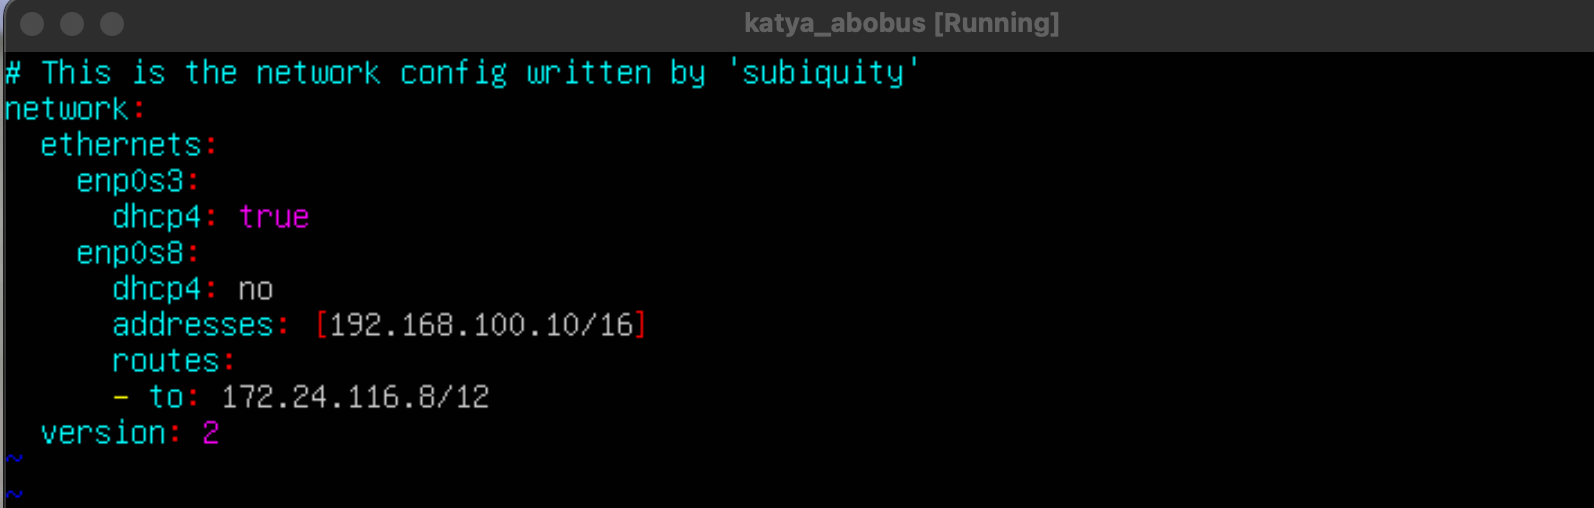 katya_abobus [Running]
# This is the network config written by 'subiquity'
network:
  ethernets:
    enp0s3:
      dhcp4: true
    enp0s8:
      dhcp4: no
      addresses: [192.168.100.10/16]
      routes:
      - to: 172.24.116.8/12
  version: 2
~
~